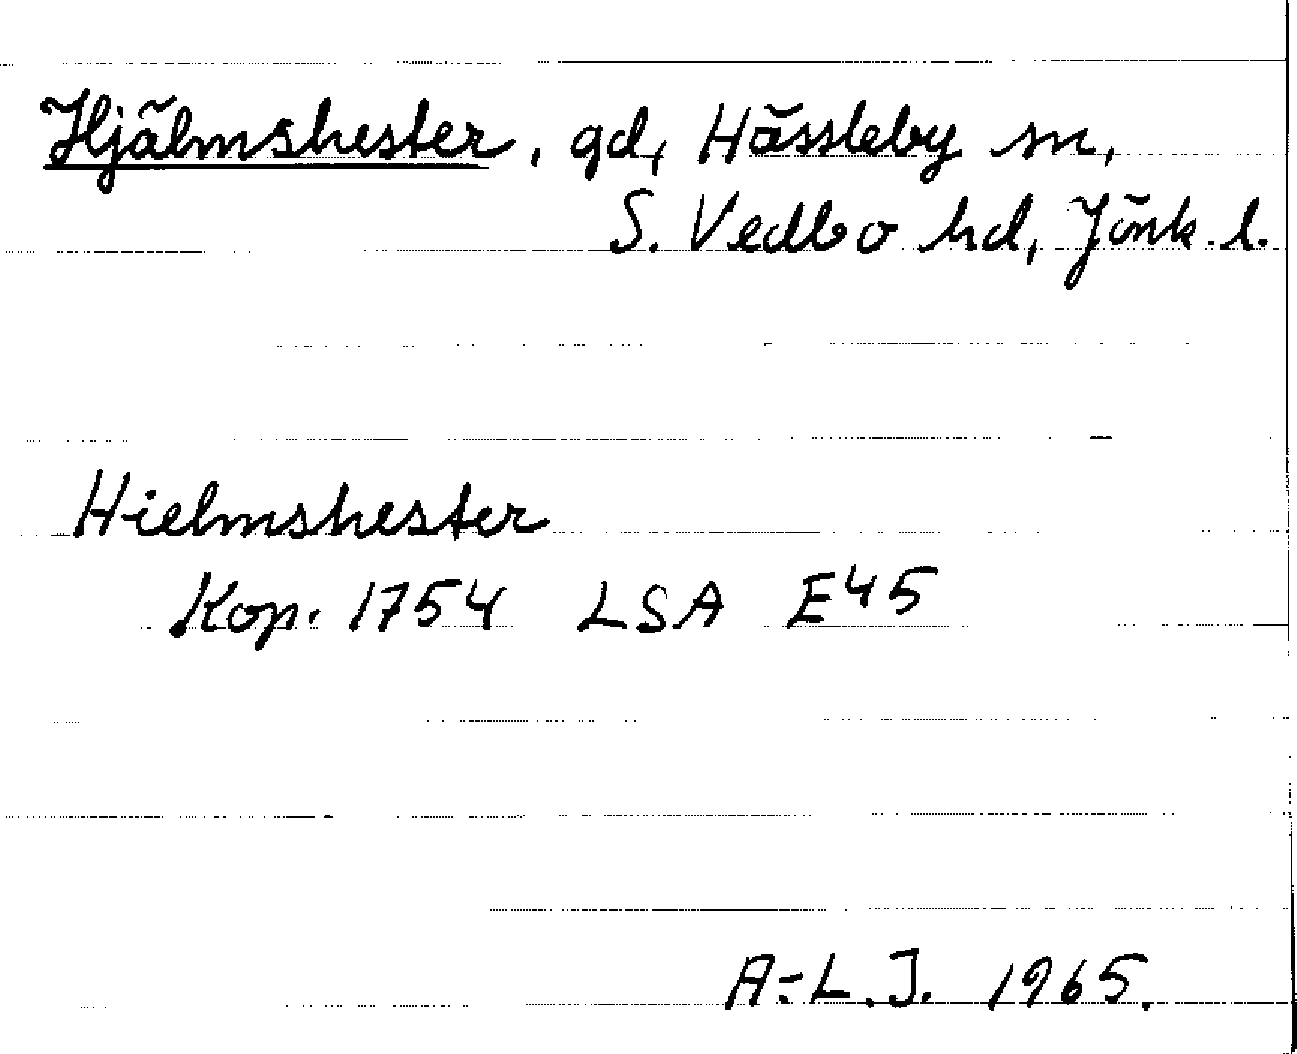 Hjälmshester, gd, Hässleby sn,
S. Vedbo hd, Jönk. l.
Hielmshester
Kop. 1754 LSA E45
A-L.J. 1965.